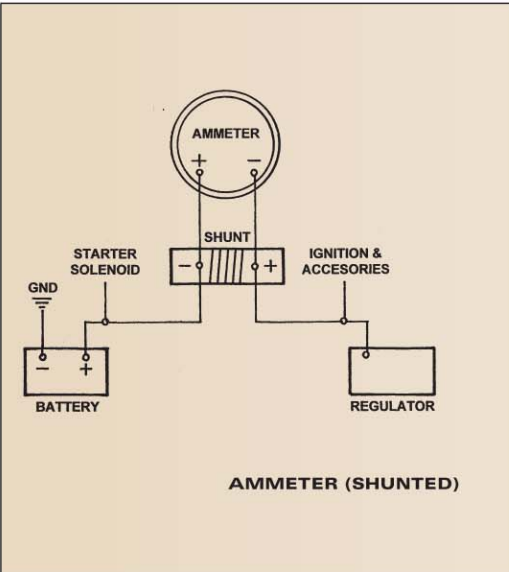 AMMETER
+ –
SHUNT
– +
STARTER
SOLENOID
IGNITION &
ACCESORIES
GND
– +
BATTERY
REGULATOR
AMMETER (SHUNTED)